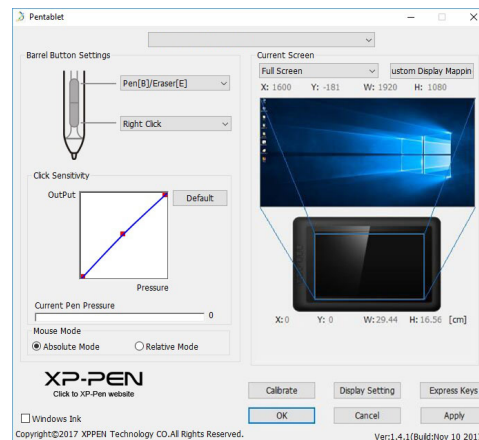 Pentablet
Barrel Button Settings
Pen[B]/Eraser[E]
Right Click
Click Sensitivity
OutPut
Default
Pressure
Current Pen Pressure
0
Mouse Mode
Absolute Mode
Relative Mode
XP-PEN
Click to XP-Pen website
Windows Ink
Copyright©2017 XPPEN Technology CO.All Rights Reserved.
Current Screen
Full Screen
ustom Display Mappin
X: 1600 Y: -181 W: 1920 H: 1080
X: 0 Y: 0 W: 29.44 H: 16.56 [cm]
Calibrate
Display Setting
Express Keys
OK
Cancel
Apply
Ver:1.4.1(Build:Nov 10 201